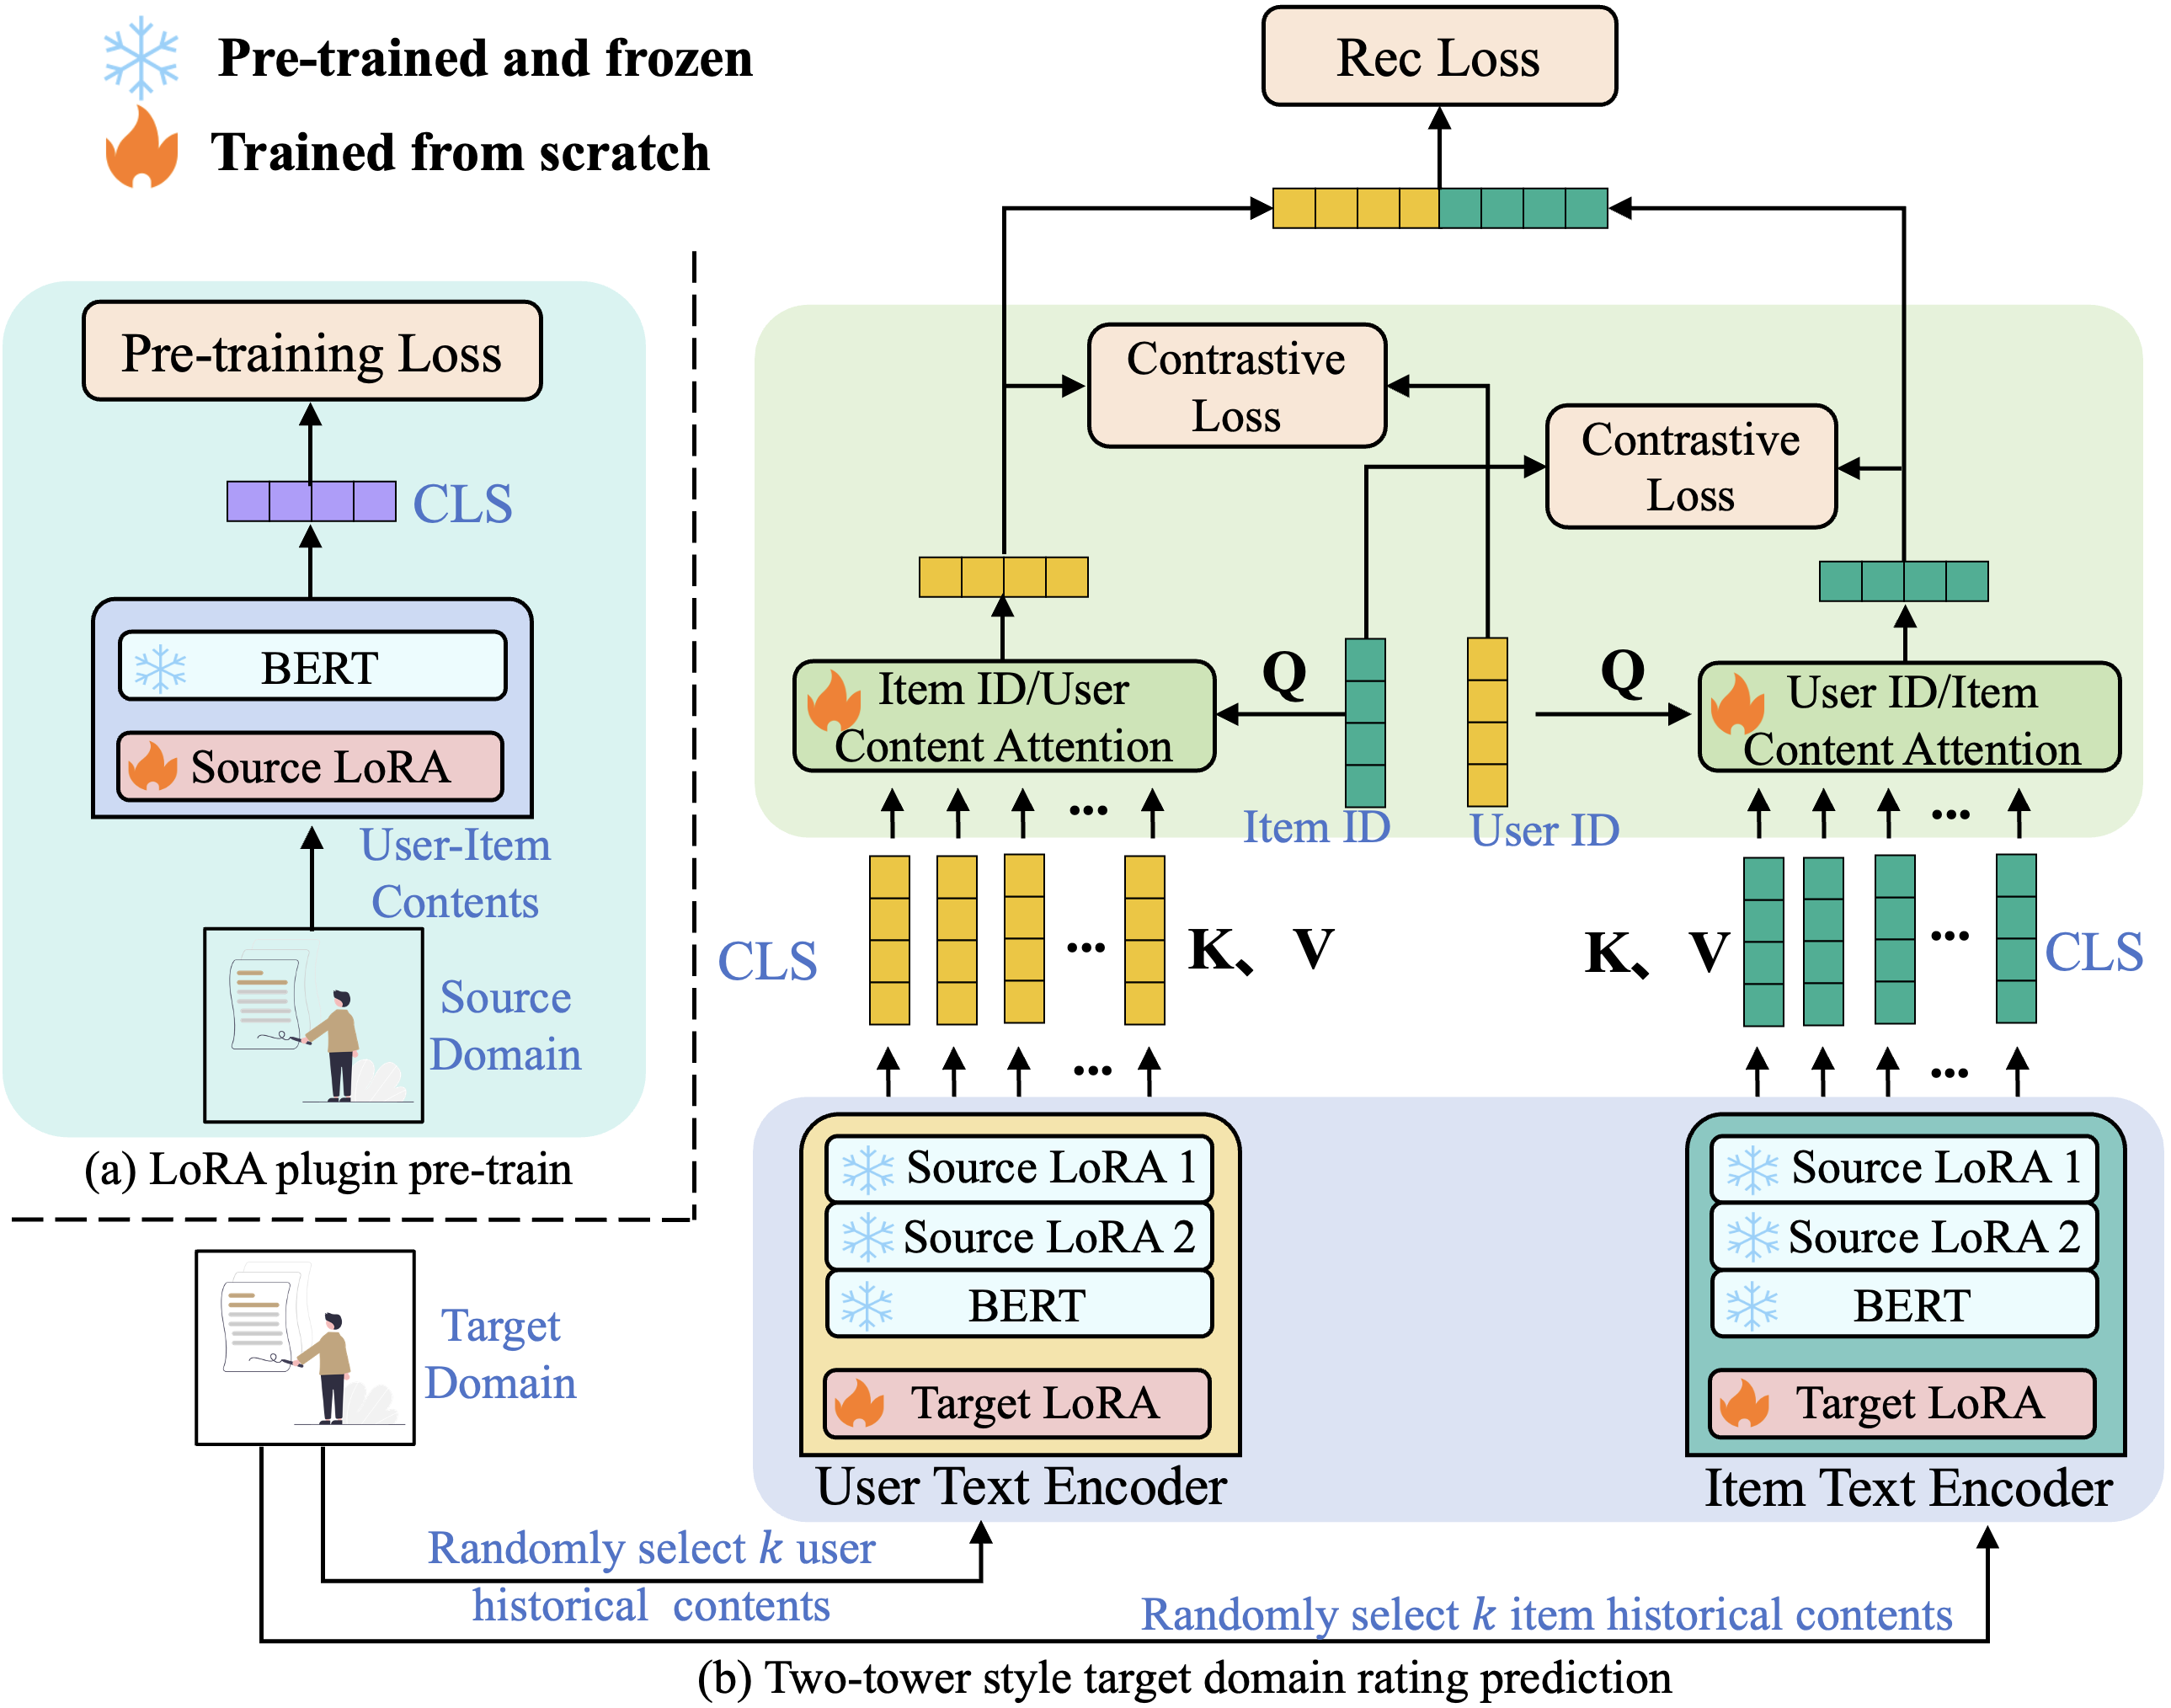 Pre-trained and frozen
Trained from scratch
Pre-training Loss
CLS
BERT
Source LoRA
User-Item
Contents
Source
Domain
(a) LoRA plugin pre-train
Rec Loss
Contrastive
Loss
Contrastive
Loss
Item ID/User
Content Attention
Q
Q
User ID/Item
Content Attention
Item ID
User ID
CLS
K、V
K、V
CLS
Source LoRA 1
Source LoRA 2
BERT
Target LoRA
User Text Encoder
Source LoRA 1
Source LoRA 2
BERT
Target LoRA
Item Text Encoder
Target
Domain
Randomly select k user
historical contents
Randomly select k item historical contents
(b) Two-tower style target domain rating prediction